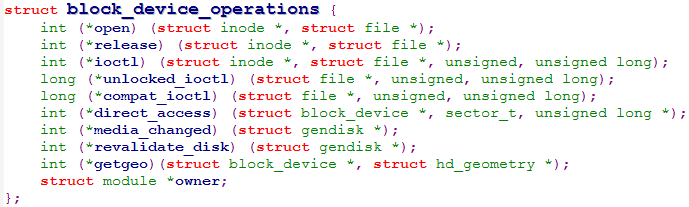 struct block_device_operations {
    int (*open) (struct inode *, struct file *);
    int (*release) (struct inode *, struct file *);
    int (*ioctl) (struct inode *, struct file *, unsigned, unsigned long);
    long (*unlocked_ioctl) (struct file *, unsigned, unsigned long);
    long (*compat_ioctl) (struct file *, unsigned, unsigned long);
    int (*direct_access) (struct block_device *, sector_t, unsigned long *);
    int (*media_changed) (struct gendisk *);
    int (*revalidate_disk) (struct gendisk *);
    int (*getgeo)(struct block_device *, struct hd_geometry *);
    struct module *owner;
};